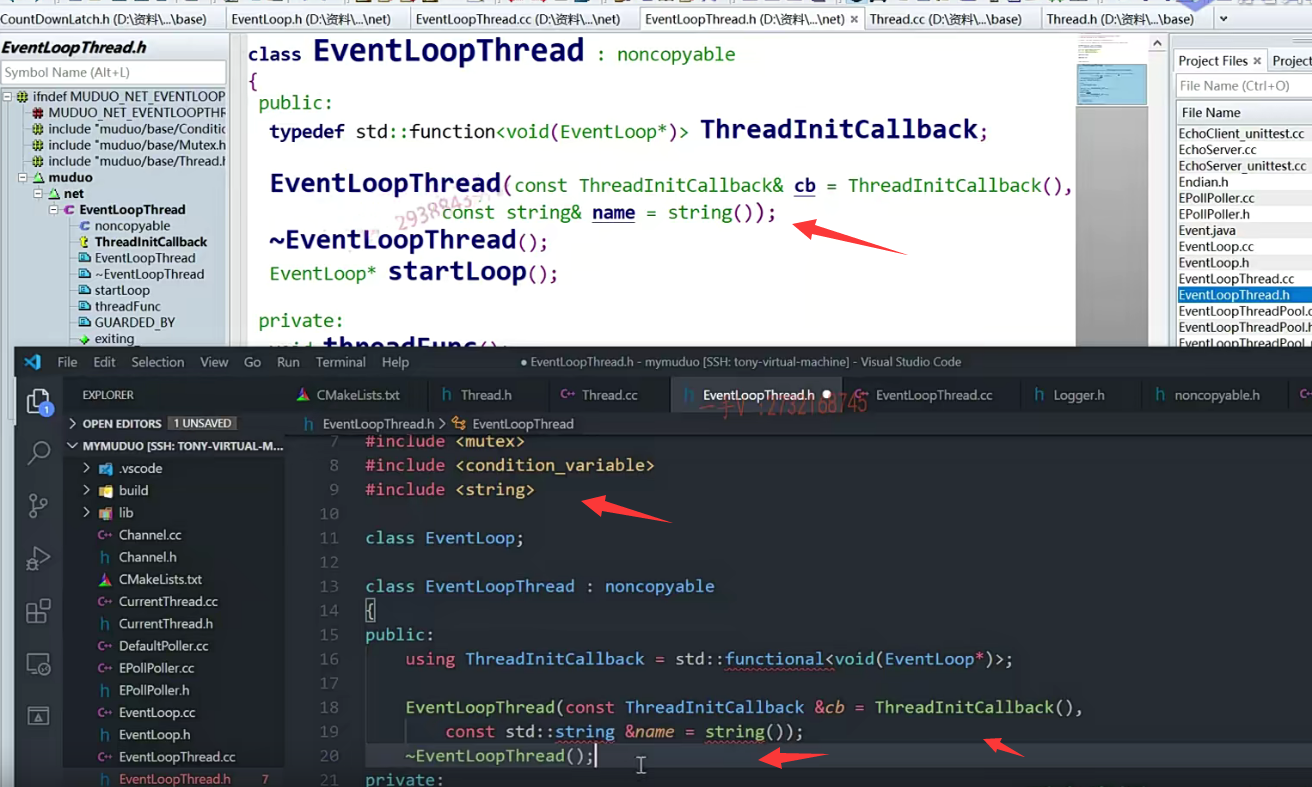 CountDownLatch.h (D:\资料\...\base)
EventLoop.h (D:\资料\...\net)
EventLoopThread.cc (D:\资料\...\net)
EventLoopThread.h (D:\资料\...\net) ×
Thread.cc (D:\资料\...\base)
Thread.h (D:\资料\...\base)
EventLoopThread.h
Symbol Name (Alt+L)
ifndef MUDUO_NET_EVENTLOOP
MUDUO_NET_EVENTLOOPTHR
include "muduo/base/Conditic
include "muduo/base/Mutex.h
include "muduo/base/Thread.h
muduo
net
EventLoopThread
noncopyable
ThreadInitCallback
EventLoopThread
~EventLoopThread
startLoop
threadFunc
GUARDED_BY
exiting_
class EventLoopThread : noncopyable
{
public:
typedef std::function<void(EventLoop*)> ThreadInitCallback;
EventLoopThread(const ThreadInitCallback& cb = ThreadInitCallback(),
const string& name = string());
~EventLoopThread();
EventLoop* startLoop();
private:
void threadFunc();
Project Files ×
Project
File Name (Ctrl+O)
File Name
EchoClient_unittest.cc
EchoServer.cc
EchoServer_unittest.cc
Endian.h
EPollPoller.cc
EPollPoller.h
Event.java
EventLoop.cc
EventLoop.h
EventLoopThread.cc
EventLoopThread.h
EventLoopThreadPool.c
EventLoopThreadPool.h
EventLoopThreadPool_
File Edit Selection View Go Run Terminal Help
● EventLoopThread.h - mymuduo [SSH: tony-virtual-machine] - Visual Studio Code
1
EXPLORER
OPEN EDITORS 1 UNSAVED
MYMUDUO [SSH: TONY-VIRTUAL-M...
.vscode
build
lib
Channel.cc
Channel.h
CMakeLists.txt
CurrentThread.cc
CurrentThread.h
DefaultPoller.cc
EPollPoller.cc
EPollPoller.h
EventLoop.cc
EventLoop.h
EventLoopThread.cc
EventLoopThread.h 7
CMakeLists.txt
Thread.h
Thread.cc
EventLoopThread.h ●
EventLoopThread.cc
Logger.h
noncopyable.h
EventLoopThread.h > EventLoopThread
7 #include <mutex>
8 #include <condition_variable>
9 #include <string>
10
11 class EventLoop;
12
13 class EventLoopThread : noncopyable
14 {
15 public:
16 using ThreadInitCallback = std::functional<void(EventLoop*)>;
17
18 EventLoopThread(const ThreadInitCallback &cb = ThreadInitCallback(),
19 const std::string &name = string());
20 ~EventLoopThread();
21 private: